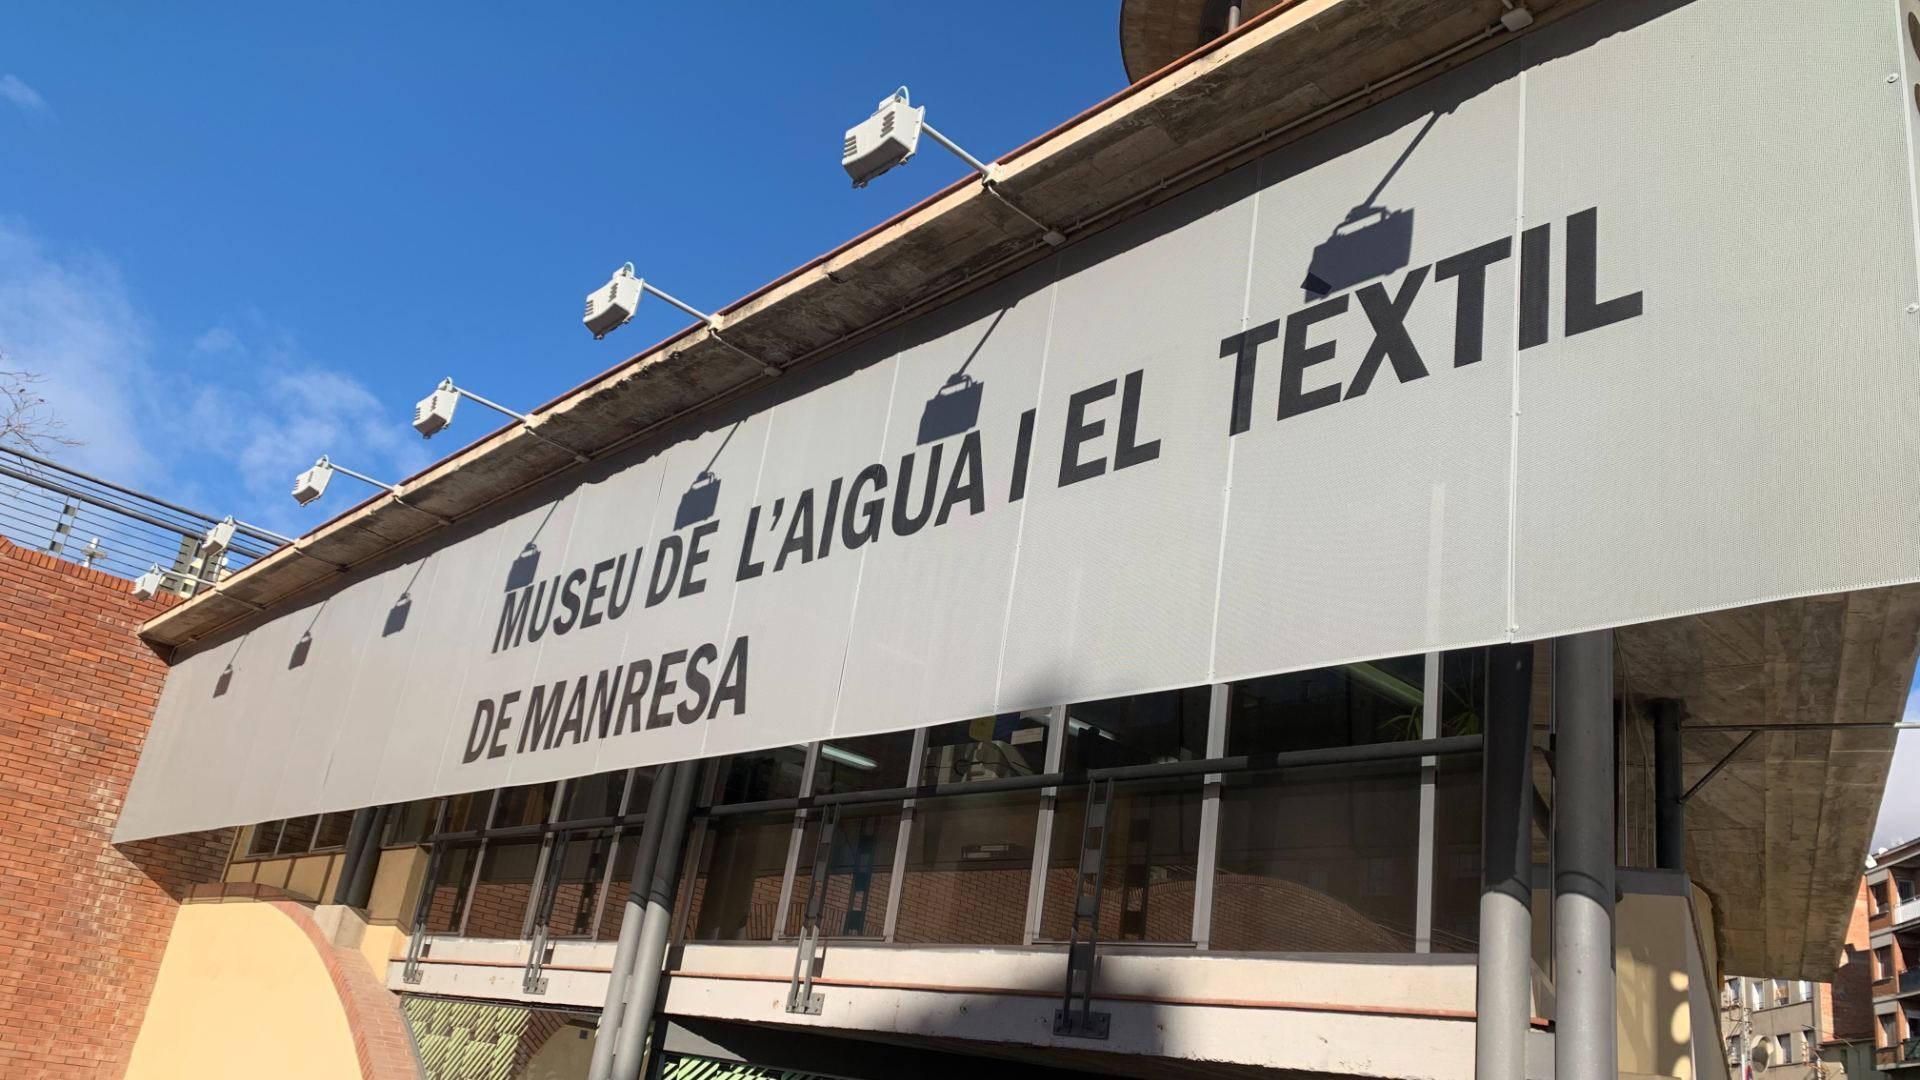 MUSEU DE L'AIGUA I EL TEXTIL
DE MANRESA